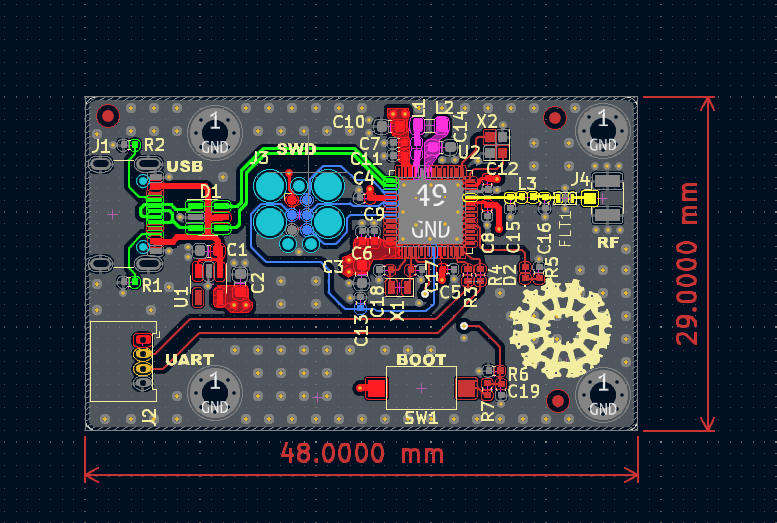 L2
C10
C14
X2
J1
R2
C7
U2
1
GND
1
GND
SWD
J3
C11
USB
C12
C4
D1
49
L3
J4
C9
GND
FLT1
C8
C15
C16
RF
C1
C6
C3
C17
R4
D2
R5
R1
U1
C2
C18
X1
C5
R3
C13
29.0000 mm
UART
BOOT
1
GND
R6
C19
1
GND
J2
SW1
R7
48.0000 mm